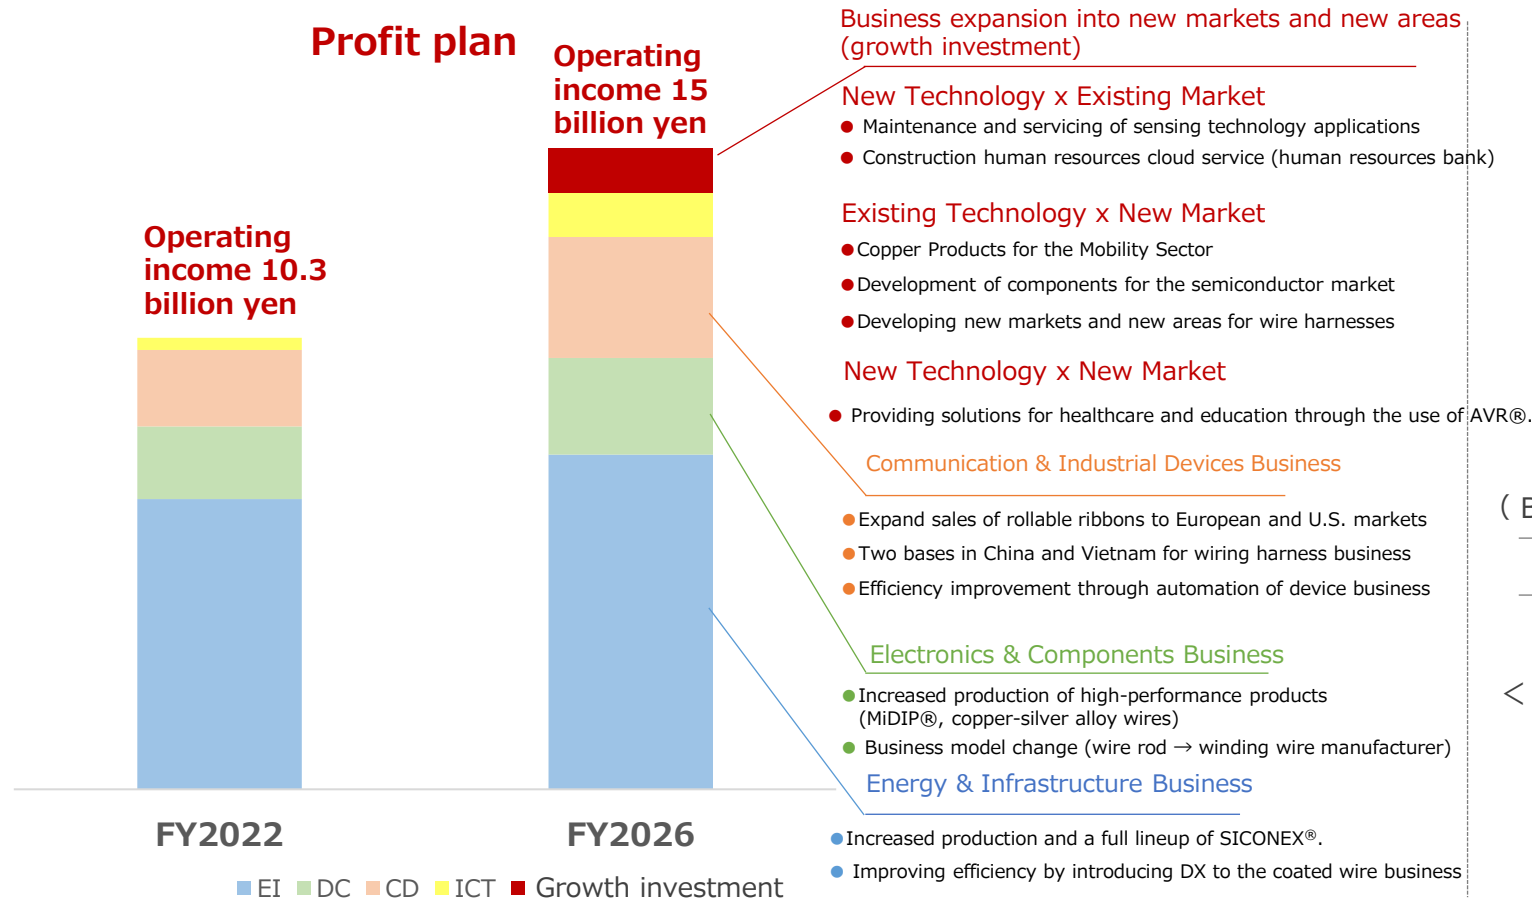 Profit plan
Operating
income 15
billion yen
Operating
income 10.3
billion yen
FY2022
FY2026
EI
DC
CD
ICT
Growth investment
Business expansion into new markets and new areas
(growth investment)
New Technology x Existing Market
● Maintenance and servicing of sensing technology applications
● Construction human resources cloud service (human resources bank)
Existing Technology x New Market
●Copper Products for the Mobility Sector
●Development of components for the semiconductor market
●Developing new markets and new areas for wire harnesses
New Technology x New Market
● Providing solutions for healthcare and education through the use of AVR®.
Communication & Industrial Devices Business
●Expand sales of rollable ribbons to European and U.S. markets
●Two bases in China and Vietnam for wiring harness business
●Efficiency improvement through automation of device business
Electronics & Components Business
●Increased production of high-performance products
(MiDIP®, copper-silver alloy wires)
● Business model change (wire rod → winding wire manufacturer)
Energy & Infrastructure Business
●Increased production and a full lineup of SICONEX®.
● Improving efficiency by introducing DX to the coated wire business
(
<